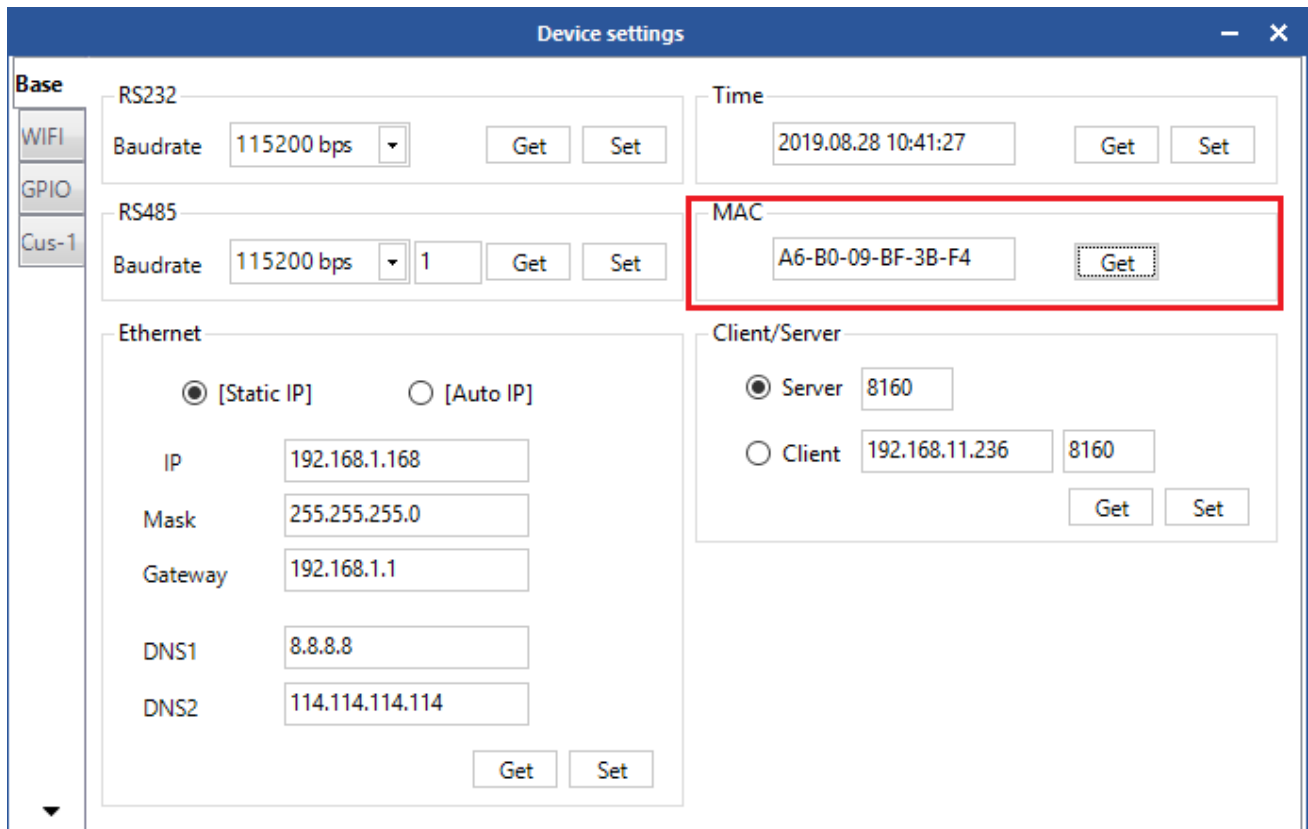 Device settings
Base
WIFI
GPIO
Cus-1
RS232
Baudrate 115200 bps Get Set
RS485
Baudrate 115200 bps 1 Get Set
Ethernet
[Static IP] [Auto IP]
IP 192.168.1.168
Mask 255.255.255.0
Gateway 192.168.1.1
DNS1 8.8.8.8
DNS2 114.114.114.114
Get Set
Time
2019.08.28 10:41:27 Get Set
MAC
A6-B0-09-BF-3B-F4 Get
Client/Server
Server 8160
Client 192.168.11.236 8160
Get Set